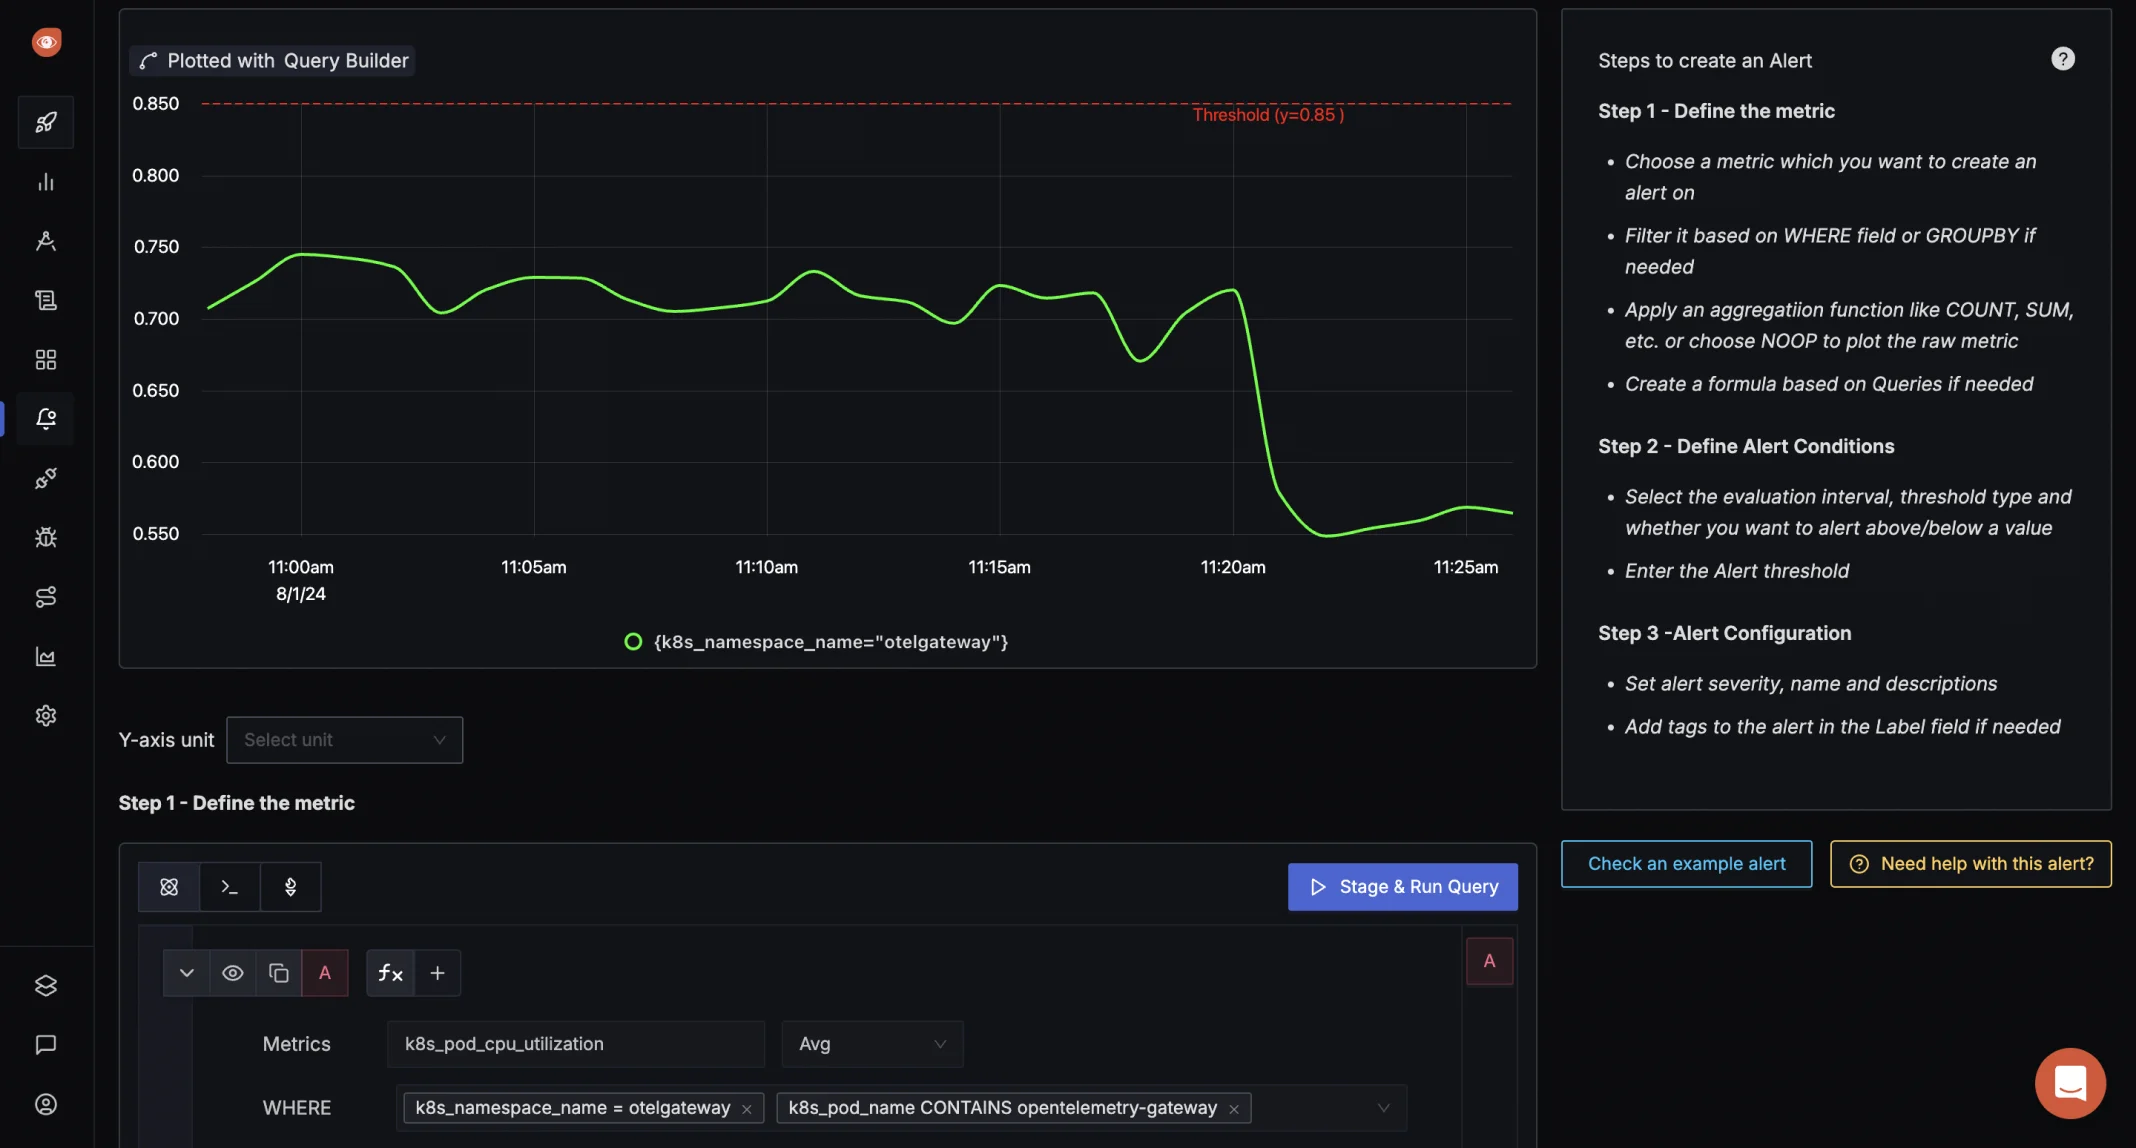 Plotted with Query Builder
0.850
Threshold (y=0.85 )
0.800
0.750
0.700
0.650
0.600
0.550
11:00am 11:05am 11:10am 11:15am 11:20am 11:25am
8/1/24
{k8s_namespace_name="otelgateway"}
Y-axis unit Select unit
Step 1 - Define the metric
Stage & Run Query
A fx + A
Metrics k8s_pod_cpu_utilization Avg
WHERE k8s_namespace_name = otelgateway × k8s_pod_name CONTAINS opentelemetry-gateway ×
Steps to create an Alert ?
Step 1 - Define the metric
• Choose a metric which you want to create an
alert on
• Filter it based on WHERE field or GROUPBY if
needed
• Apply an aggregatiion function like COUNT, SUM,
etc. or choose NOOP to plot the raw metric
• Create a formula based on Queries if needed
Step 2 - Define Alert Conditions
• Select the evaluation interval, threshold type and
whether you want to alert above/below a value
• Enter the Alert threshold
Step 3 -Alert Configuration
• Set alert severity, name and descriptions
• Add tags to the alert in the Label field if needed
Check an example alert
Need help with this alert?